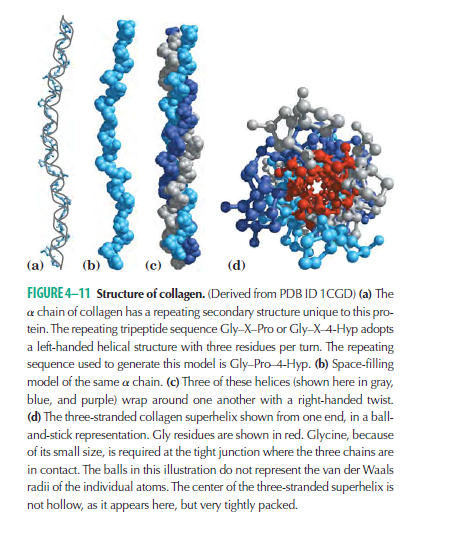 (a) (b) (c) (d)
FIGURE 4–11 Structure of collagen. (Derived from PDB ID 1CGD) (a) The
α chain of collagen has a repeating secondary structure unique to this pro-
tein. The repeating tripeptide sequence Gly–X–Pro or Gly–X–4-Hyp adopts
a left-handed helical structure with three residues per turn. The repeating
sequence used to generate this model is Gly–Pro–4-Hyp. (b) Space-filling
model of the same α chain. (c) Three of these helices (shown here in gray,
blue, and purple) wrap around one another with a right-handed twist.
(d) The three-stranded collagen superhelix shown from one end, in a ball-
and-stick representation. Gly residues are shown in red. Glycine, because
of its small size, is required at the tight junction where the three chains are
in contact. The balls in this illustration do not represent the van der Waals
radii of the individual atoms. The center of the three-stranded superhelix is
not hollow, as it appears here, but very tightly packed.